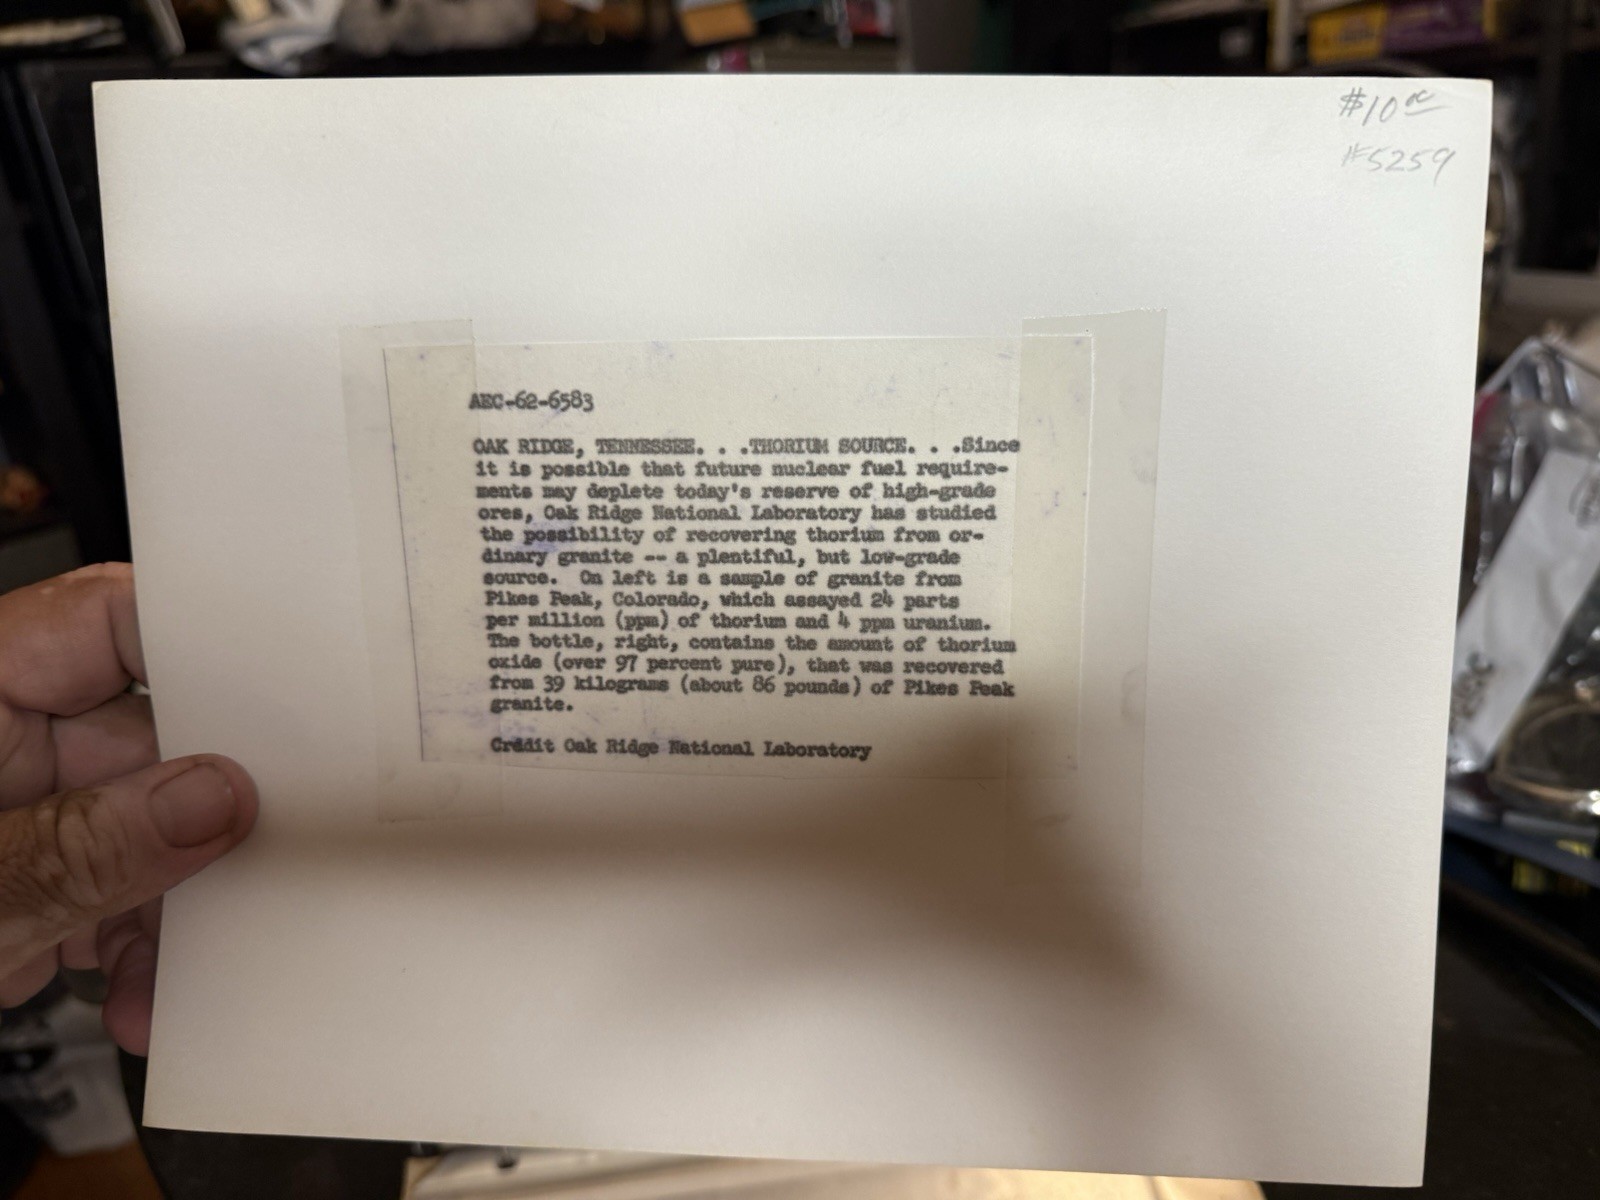 $10 00
#5259
AEC-62-6583
OAK RIDGE, TENNESSEE. . .THORIUM SOURCE. . .Since
it is possible that future nuclear fuel require-
ments may deplete today's reserve of high-grade
ores, Oak Ridge National Laboratory has studied
the possibility of recovering thorium from or-
dinary granite -- a plentiful, but low-grade
source.  On left is a sample of granite from
Pikes Peak, Colorado, which assayed 24 parts
per million (ppm) of thorium and 4 ppm uranium.
The bottle, right, contains the amount of thorium
oxide (over 97 percent pure), that was recovered
from 39 kilograms (about 86 pounds) of Pikes Peak
granite.
Crddit Oak Ridge National Laboratory